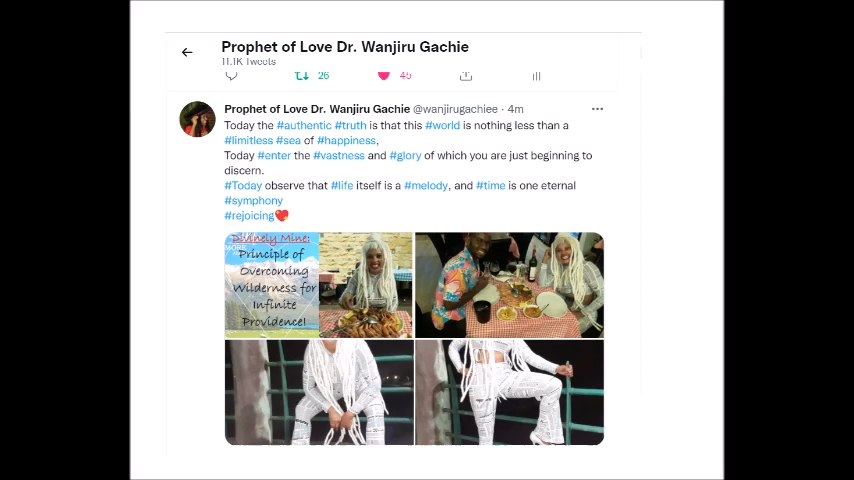 Prophet of Love Dr. Wanjiru Gachie
11.1K Tweets
26 45
Prophet of Love Dr. Wanjiru Gachie @wanjirugachiee · 4m
Today the #authentic #truth is that this #world is nothing less than a
#limitless #sea of #happiness,
Today #enter the #vastness and #glory of which you are just beginning to
discern.
#Today observe that #life itself is a #melody, and #time is one eternal
#symphony
#rejoicing💖
Divinely Mine:
Principle of
Overcoming
Wilderness for
Infinite
Providence!